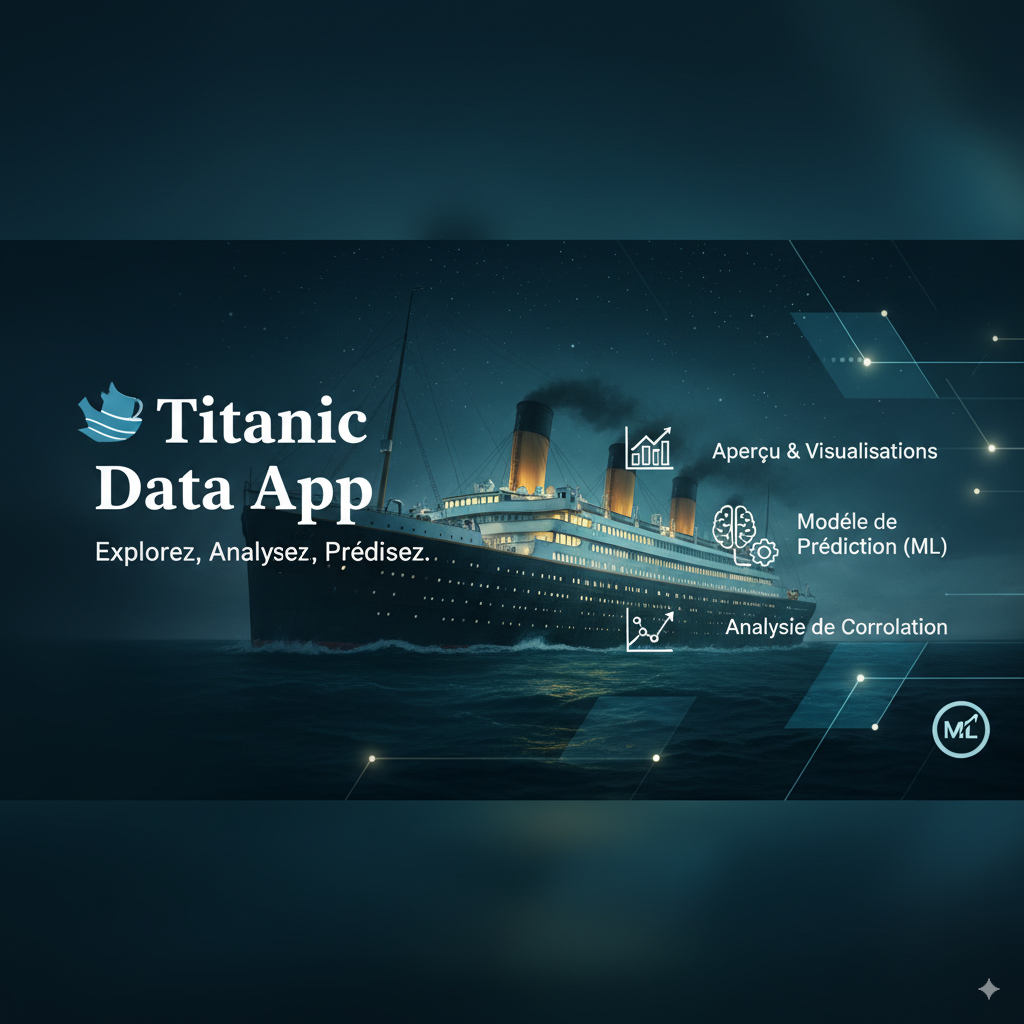 Titanic
Data App
Explorez, Analysez, Prédisez.
Aperçu & Visualisations
Modéle de
Prédiction (ML)
Analysie de Corrolation
ML